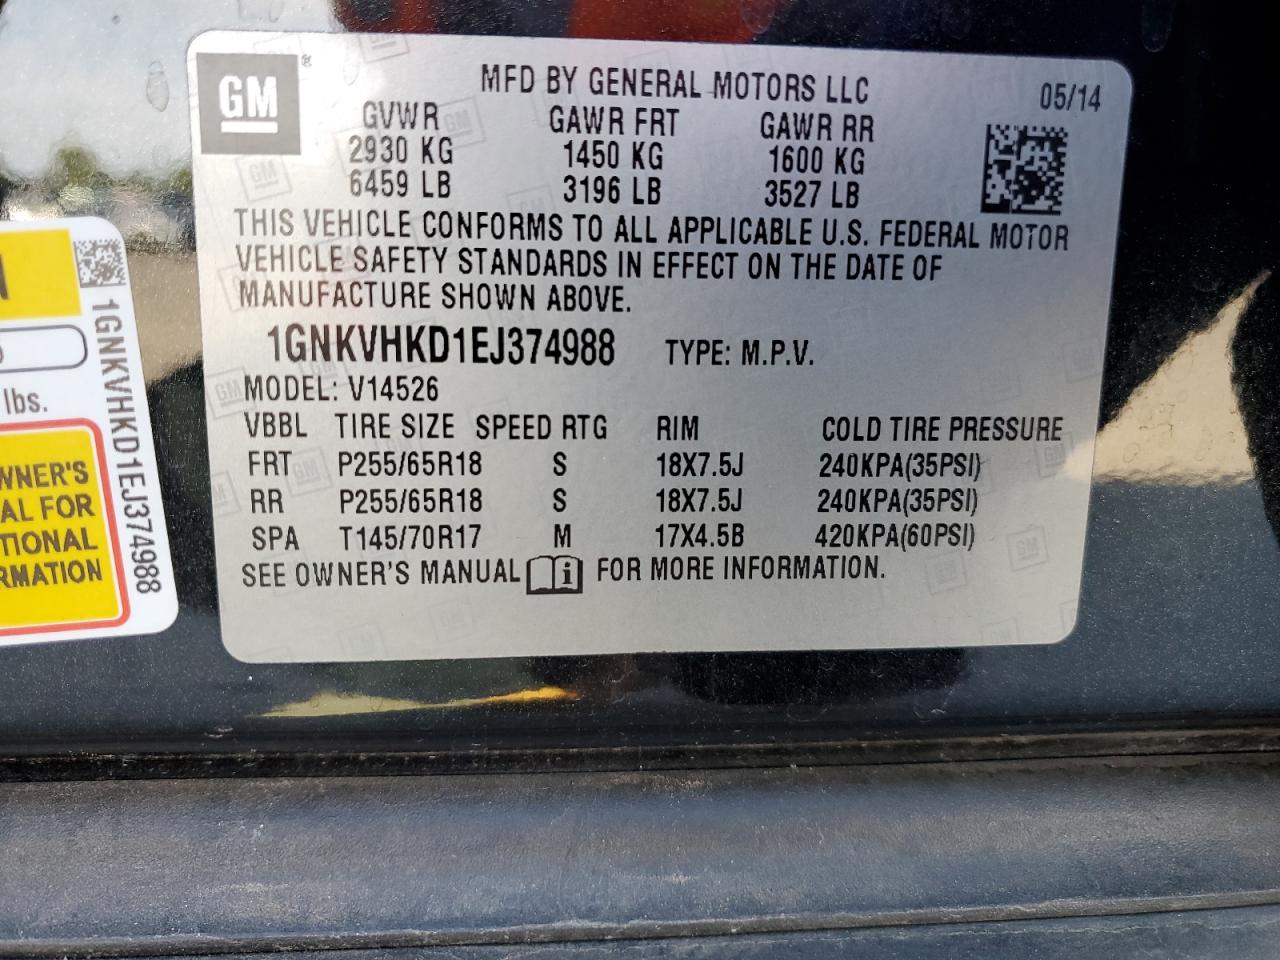 GM
MFD BY GENERAL MOTORS LLC
05/14
GVWR GAWR FRT GAWR RR
2930 KG 1450 KG 1600 KG
6459 LB 3196 LB 3527 LB
THIS VEHICLE CONFORMS TO ALL APPLICABLE U.S. FEDERAL MOTOR
VEHICLE SAFETY STANDARDS IN EFFECT ON THE DATE OF
MANUFACTURE SHOWN ABOVE.
1GNKVHKD1EJ374988 TYPE: M.P.V.
MODEL: V14526
VBBL TIRE SIZE SPEED RTG RIM COLD TIRE PRESSURE
FRT P255/65R18 S 18X7.5J 240KPA(35PSI)
RR P255/65R18 S 18X7.5J 240KPA(35PSI)
SPA T145/70R17 M 17X4.5B 420KPA(60PSI)
SEE OWNER'S MANUAL i FOR MORE INFORMATION.
lbs.
WNER'S
AL FOR
TIONAL
RMATION
1GNKVHKD1EJ374988